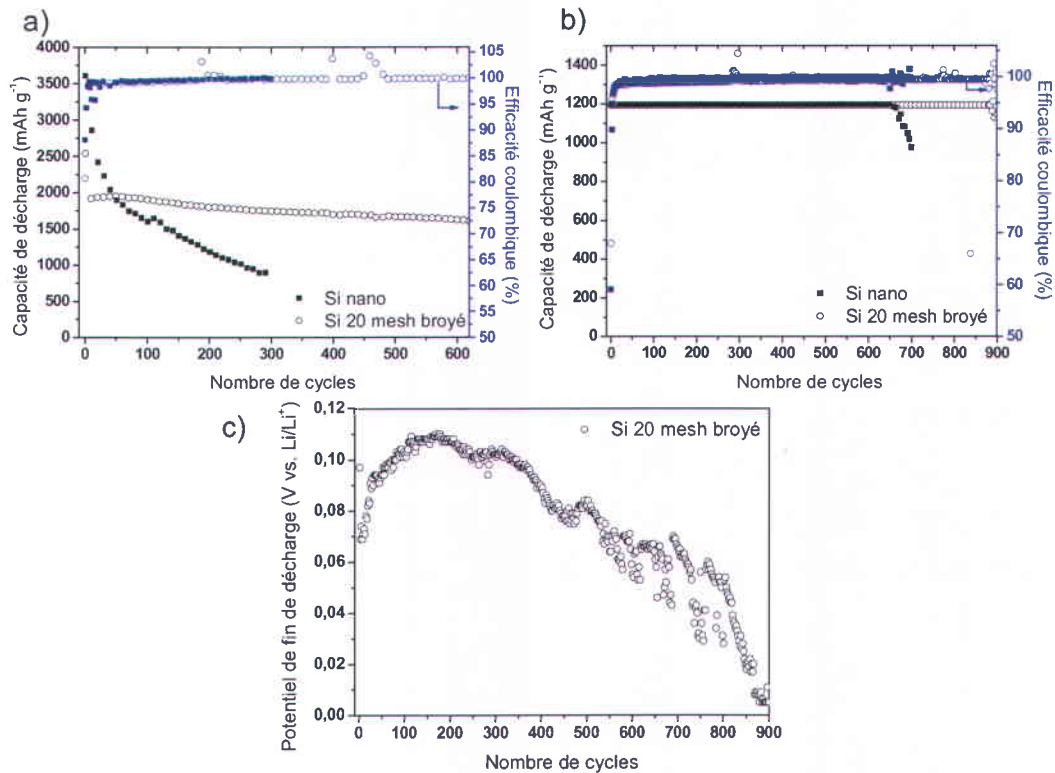 a)
4000
3500
3000
2500
2000
1500
1000
500
0
Capacité de décharge (mAh g⁻¹)
105
100
95
90
85
80
75
70
65
60
55
50
Efficacité coulombique (%)
Si nano
Si 20 mesh broyé
0 100 200 300 400 500 600
Nombre de cycles
b)
1400
1200
1000
800
600
400
200
0
Capacité de décharge (mAh g⁻¹)
100
90
80
70
60
50
Efficacité coulombique (%)
Si nano
Si 20 mesh broyé
0 100 200 300 400 500 600 700 800 900
Nombre de cycles
c)
0,12
0,10
0,08
0,06
0,04
0,02
0,00
Potentiel de fin de décharge (V vs. Li/Li⁺)
Si 20 mesh broyé
0 100 200 300 400 500 600 700 800 900
Nombre de cycles